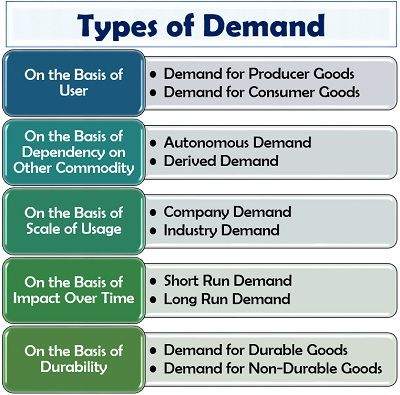 Types of Demand
On the Basis of
User
• Demand for Producer Goods
• Demand for Consumer Goods
On the Basis of
Dependency on
Other Commodity
• Autonomous Demand
• Derived Demand
On the Basis of
Scale of Usage
• Company Demand
• Industry Demand
On the Basis of
Impact Over Time
• Short Run Demand
• Long Run Demand
On the Basis of
Durability
• Demand for Durable Goods
• Demand for Non-Durable Goods